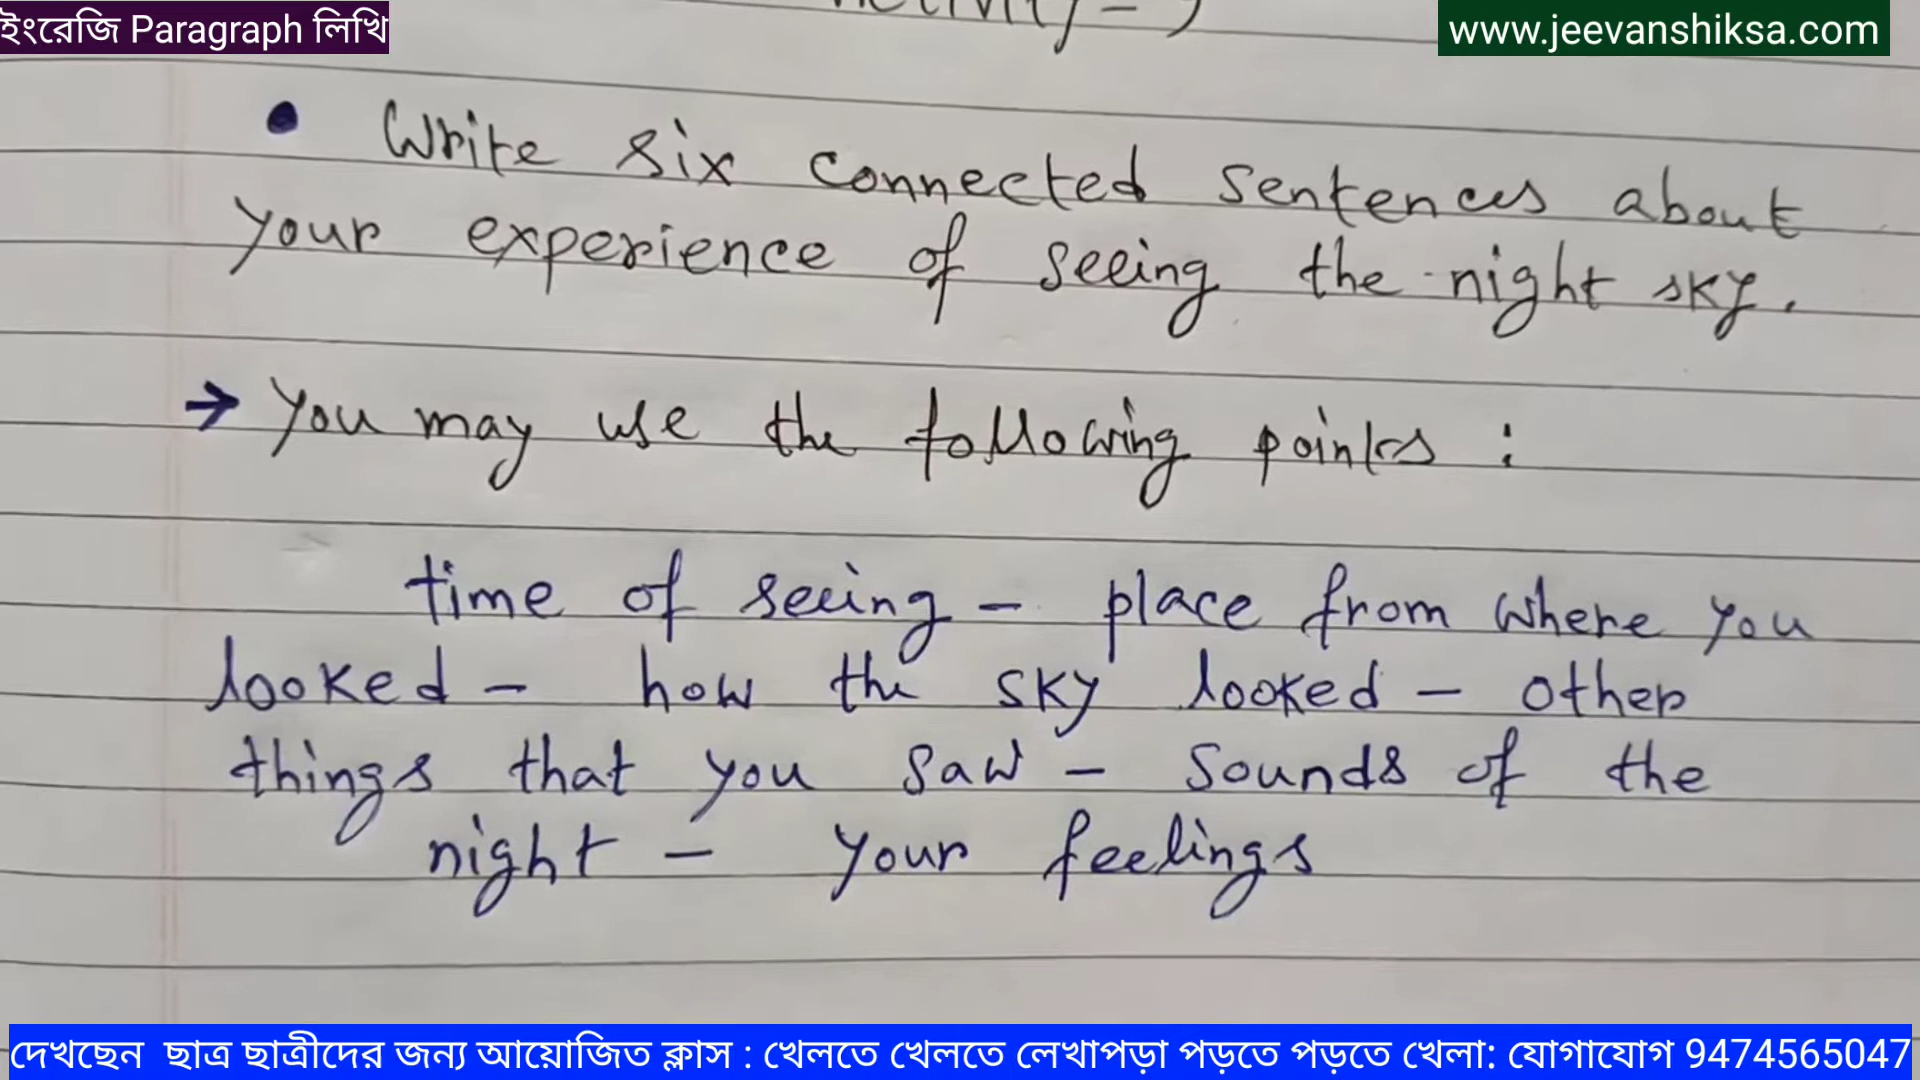 ইংরেজি Paragraph লিখি
www.jeevanshiksa.com
• Write six connected sentences about
your experience of seeing the night sky.
→ You may use the following points :
time of seeing - place from where you
looked - how the sky looked - other
things that you saw - sounds of the
night - your feelings
দেখছেন ছাত্র ছাত্রীদের জন্য আয়োজিত ক্লাস : খেলতে খেলতে লেখাপড়া পড়তে পড়তে খেলা: যোগাযোগ 9474565047